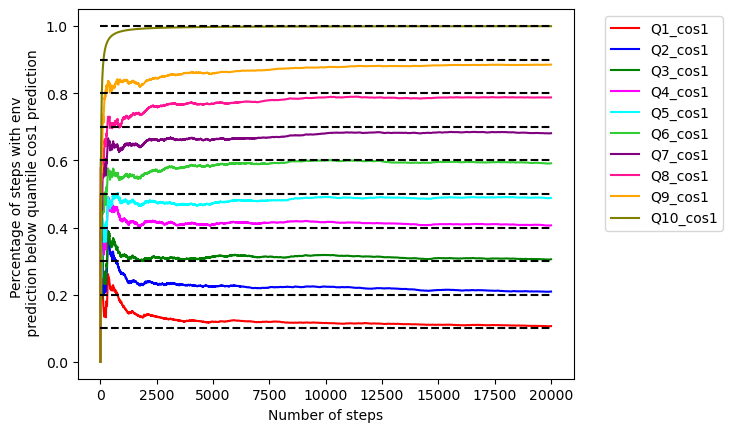 1.0
0.8
0.6
0.4
0.2
0.0
Percentage of steps with env
prediction below quantile cos1 prediction
0
2500
5000
7500
10000
12500
15000
17500
20000
Number of steps
Q1_cos1
Q2_cos1
Q3_cos1
Q4_cos1
Q5_cos1
Q6_cos1
Q7_cos1
Q8_cos1
Q9_cos1
Q10_cos1